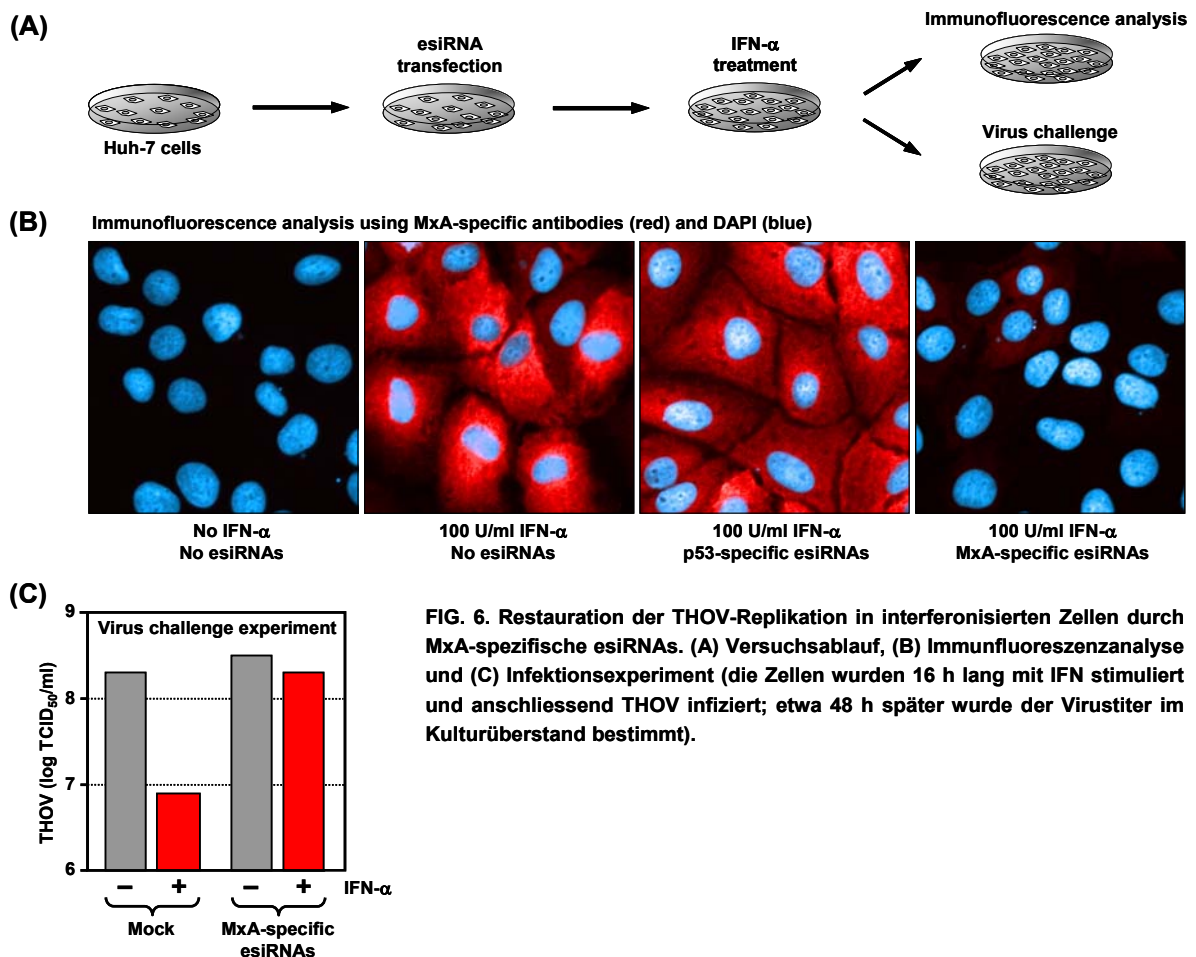 (A)
Huh-7 cells
esiRNA
transfection
IFN-α
treatment
Immunofluorescence analysis
Virus challenge
(B)
Immunofluorescence analysis using MxA-specific antibodies (red) and DAPI (blue)
No IFN-α
No esiRNAs
100 U/ml IFN-α
No esiRNAs
100 U/ml IFN-α
p53-specific esiRNAs
100 U/ml IFN-α
MxA-specific esiRNAs
(C)
Virus challenge experiment
THOV (log TCID50/ml)
9
8
7
6
− + − + IFN-α
Mock
MxA-specific
esiRNAs
FIG. 6. Restauration der THOV-Replikation in interferonisierten Zellen durch
MxA-spezifische esiRNAs. (A) Versuchsablauf, (B) Immunfluoreszenzanalyse
und (C) Infektionsexperiment (die Zellen wurden 16 h lang mit IFN stimuliert
und anschliessend THOV infiziert; etwa 48 h später wurde der Virustiter im
Kulturüberstand bestimmt).